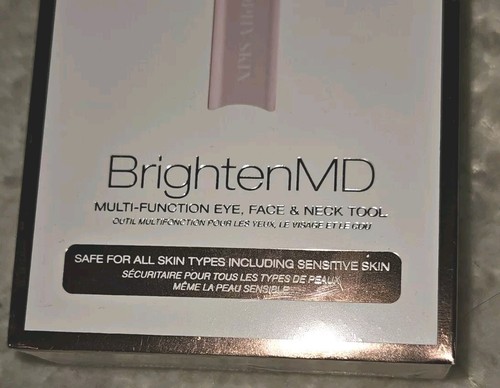 BrightenMD
MULTI-FUNCTION EYE, FACE & NECK TOOL
OUTIL MULTIFONCTION POUR LES YEUX, LE VISAGE ET LE COU
SAFE FOR ALL SKIN TYPES INCLUDING SENSITIVE SKIN
SÉCURITAIRE POUR TOUS LES TYPES DE PEAUX
MÊME LA PEAU SENSIBLE